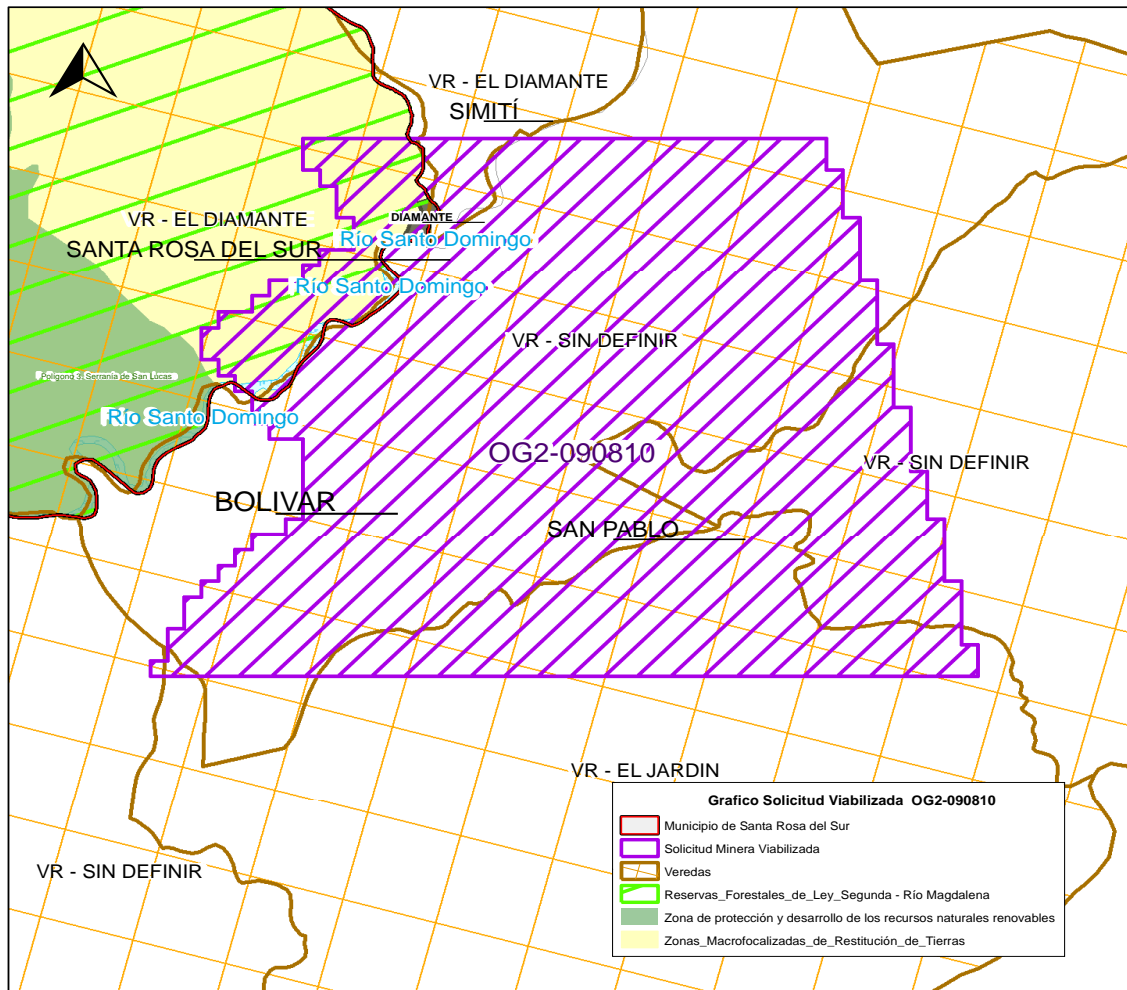 VR - EL DIAMANTE
SIMITÍ
VR - EL DIAMANTE
DIAMANTE
SANTA ROSA DEL SUR
Río Santo Domingo
Río Santo Domingo
VR - SIN DEFINIR
Polígono 3. Serranía de San Lúcas
Río Santo Domingo
OG2-090810
VR - SIN DEFINIR
BOLIVAR
SAN PABLO
VR - EL JARDIN
VR - SIN DEFINIR
Grafico Solicitud Viabilizada OG2-090810
Municipio de Santa Rosa del Sur
Solicitud Minera Viabilizada
Veredas
Reservas_Forestales_de_Ley_Segunda - Río Magdalena
Zona de protección y desarrollo de los recursos naturales renovables
Zonas_Macrofocalizadas_de_Restitución_de_Tierras